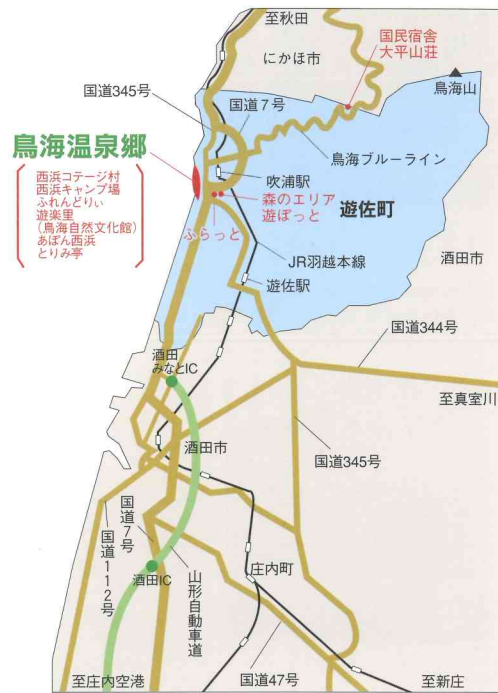 至秋田
国民宿舎
大平山荘
にかほ市
鳥海山
国道345号
国道7号
鳥海温泉郷
鳥海ブルーライン
西浜コテージ村
西浜キャンプ場
ふれんどりぃ
遊楽里
(鳥海自然文化館)
あぽん西浜
とりみ亭
吹浦駅
森のエリア
遊ぽっと
遊佐町
ふらっと
酒田市
JR羽越本線
遊佐駅
国道344号
酒田
みなとIC
至真室川
酒田市
国道345号
国道7号
国道112号
酒田IC
山形自動車道
庄内町
至庄内空港
国道47号
至新庄